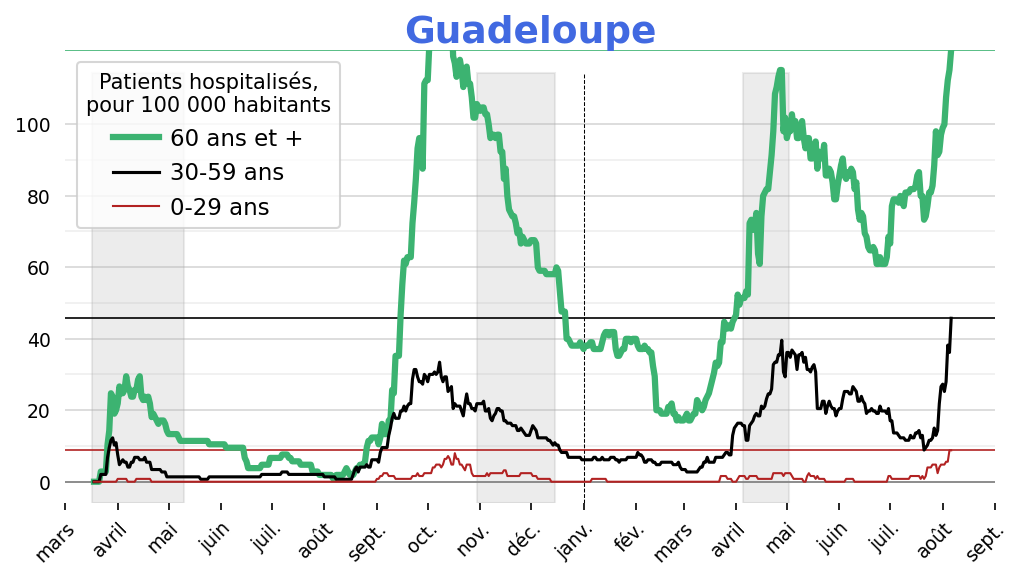 Guadeloupe
Patients hospitalisés,
pour 100 000 habitants
60 ans et +
30-59 ans
0-29 ans
100
80
60
40
20
0
mars
avril
mai
juin
juil.
août
sept.
oct.
nov.
déc.
janv.
fév.
mars
avril
mai
juin
juil.
août
sept.